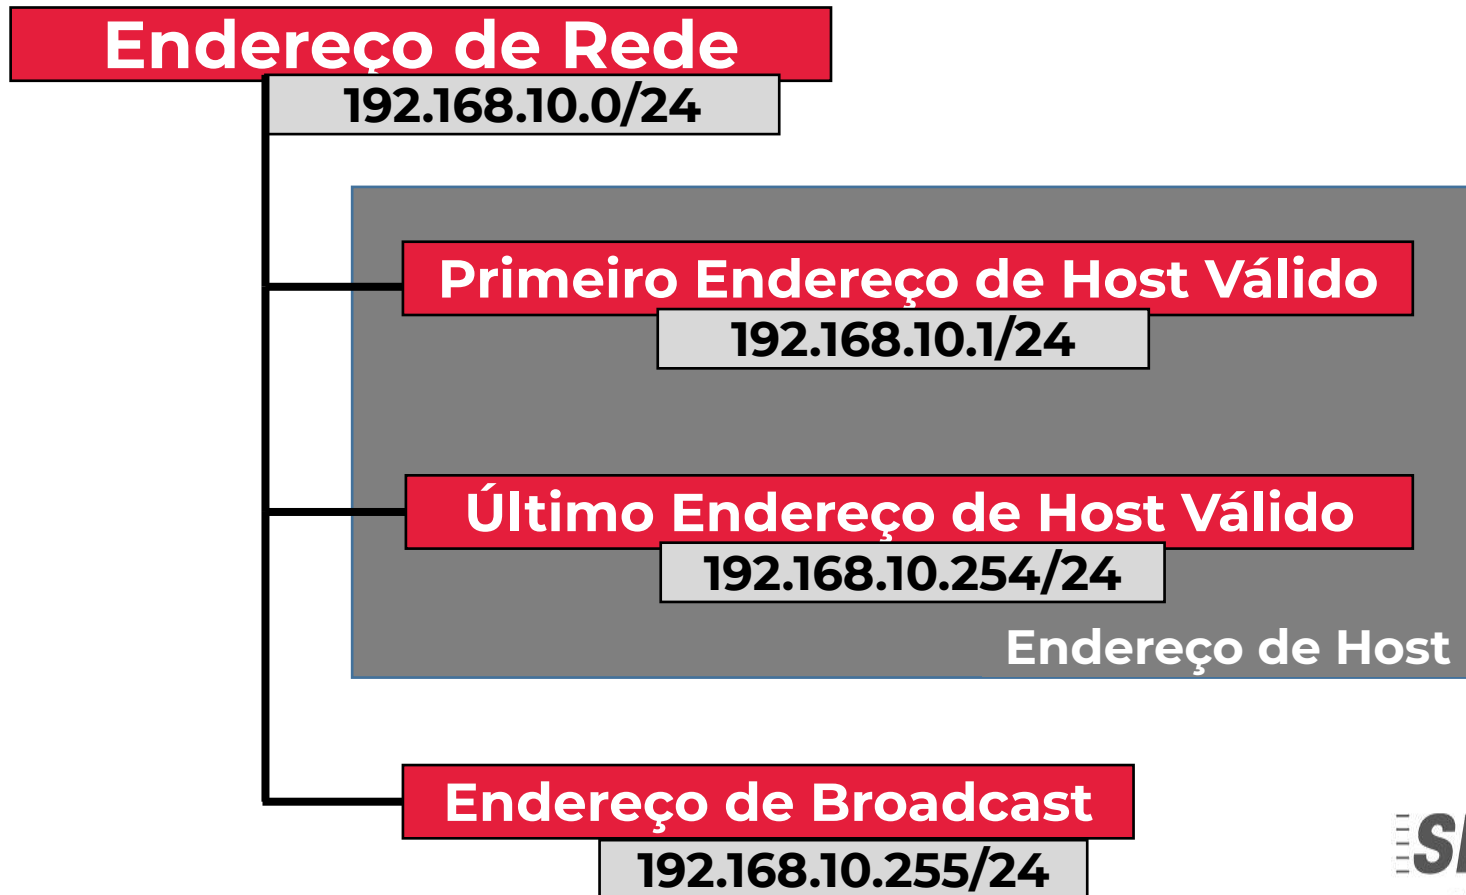 Endereço de Rede
192.168.10.0/24
Primeiro Endereço de Host Válido
192.168.10.1/24
Último Endereço de Host Válido
192.168.10.254/24
Endereço de Host
Endereço de Broadcast
192.168.10.255/24